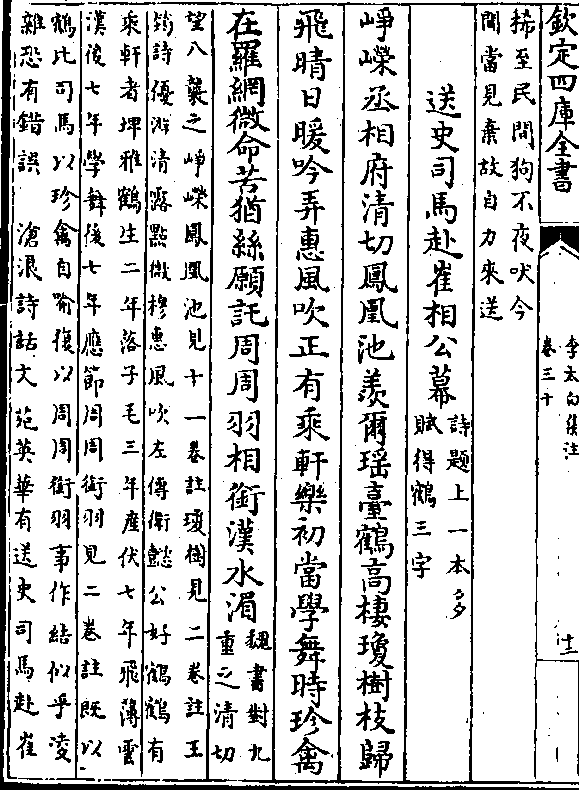 欽定四庫全書
李太白集注
卷三十
稀至民間狗不夜吠今
聞當見棄故自力來送
送史司馬赴崔相公幕
詩題上一本多
賦得鶴三字
崢嶸丞相府清切鳳凰池羨爾瑤臺鶴高棲瓊樹枝歸
飛晴日暖吟弄惠風吹正有乘軒樂初當學舞時珍禽
在羅網微命苦猶絲願託周周羽相銜漢水湄
魏書對九
重之清切
望八襲之崢嶸鳳凰池見十一卷註瓊樹見二卷註王
筠詩優游清露點微穆惠風吹左傳衛懿公好鶴鶴有
乘軒者埤雅鶴生二年落子毛三年產伏七年飛薄雲
漢後七年學舞後七年應節周周銜羽見二卷註既以
鶴比司馬以珍禽自喻復以周周銜羽事作結似乎凌
雜恐有錯誤 滄浪詩話文苑英華有送史司馬赴崔